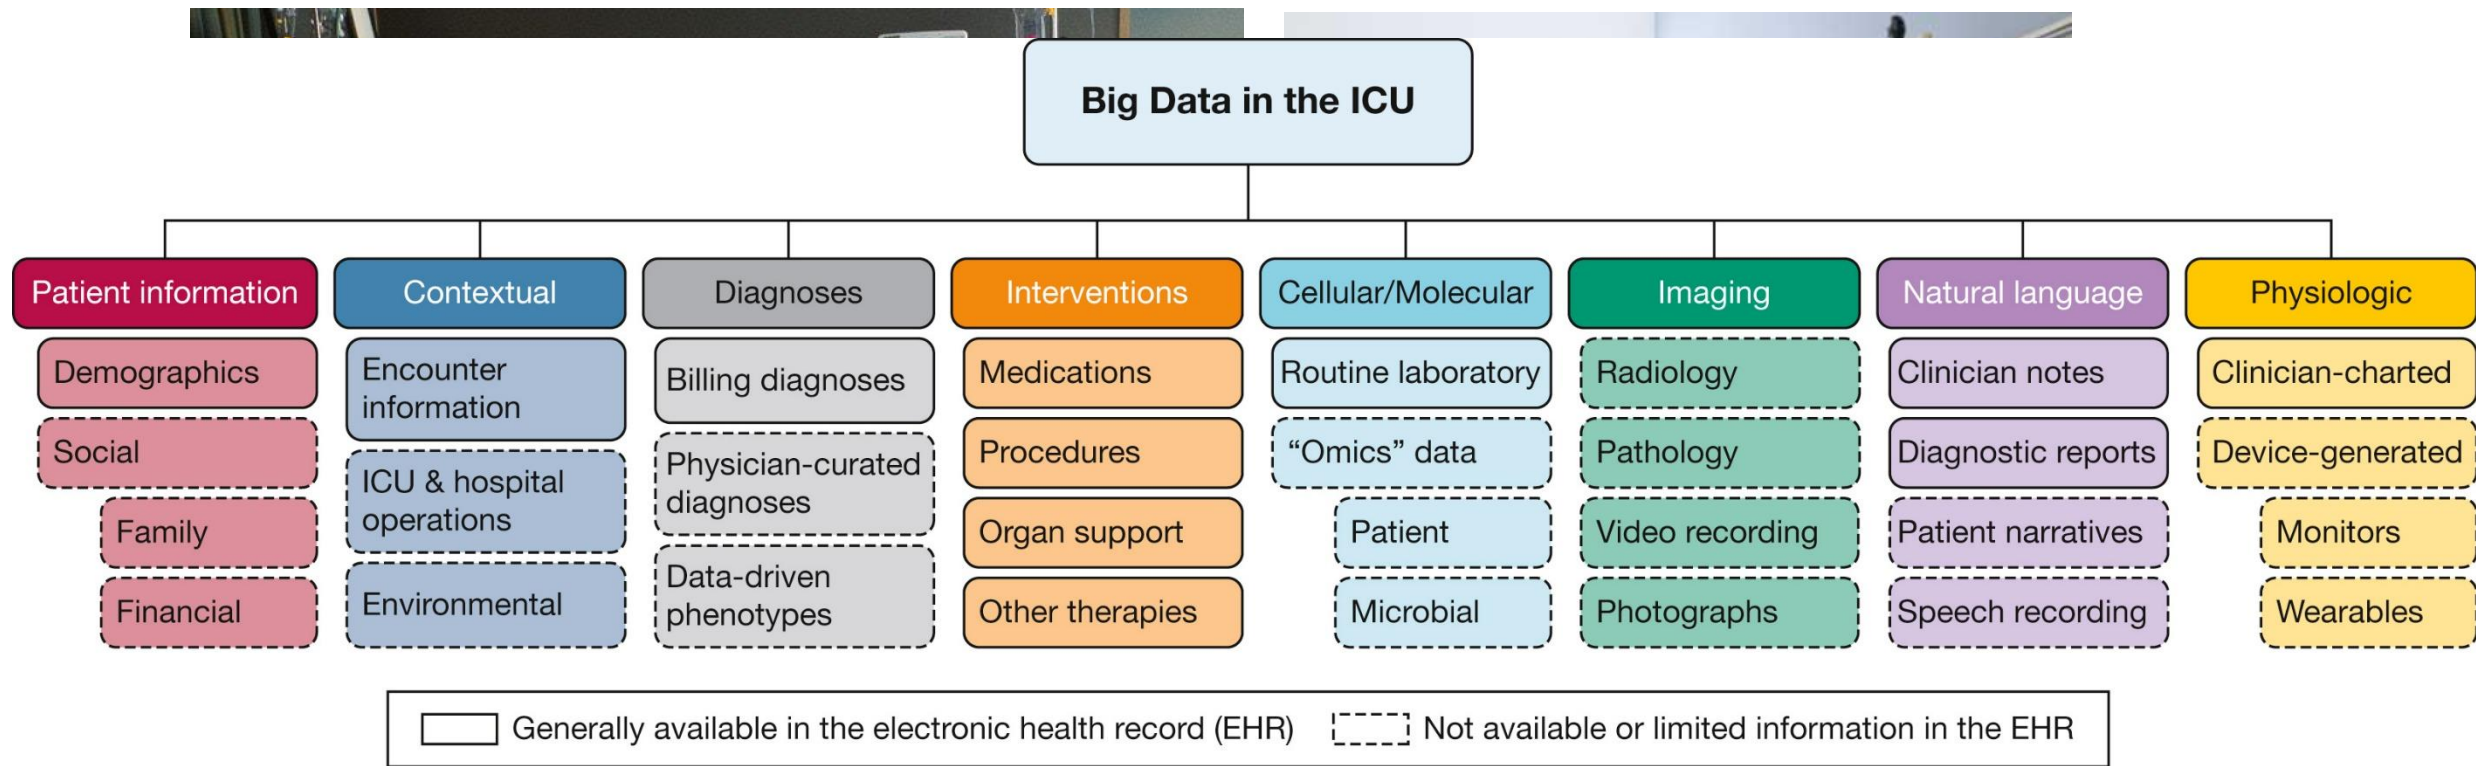 Big Data in the ICU
Patient information
Demographics
Social
Family
Financial
Contextual
Encounter
information
ICU & hospital
operations
Environmental
Diagnoses
Billing diagnoses
Physician-curated
diagnoses
Data-driven
phenotypes
Interventions
Medications
Procedures
Organ support
Other therapies
Cellular/Molecular
Routine laboratory
“Omics” data
Patient
Microbial
Imaging
Radiology
Pathology
Video recording
Photographs
Natural language
Clinician notes
Diagnostic reports
Patient narratives
Speech recording
Physiologic
Clinician-charted
Device-generated
Monitors
Wearables
Generally available in the electronic health record (EHR)
Not available or limited information in the EHR